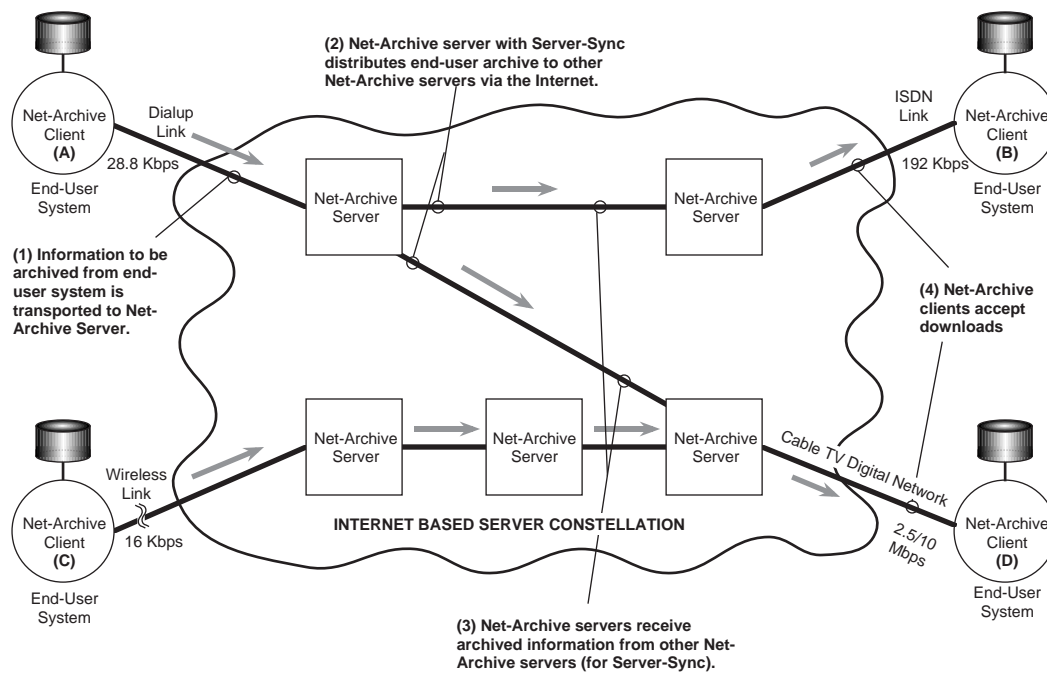 (2) Net-Archive server with Server-Sync
distributes end-user archive to other
Net-Archive servers via the Internet.
Net-Archive
Client
(A)
End-User
System
Dialup
Link
28.8 Kbps
Net-Archive
Server
Net-Archive
Server
ISDN
Link
192 Kbps
Net-Archive
Client
(B)
End-User
System
(1) Information to be
archived from end-
user system is
transported to Net-
Archive Server.
(4) Net-Archive
clients accept
downloads
Net-Archive
Client
(C)
End-User
System
Wireless
Link
16 Kbps
Net-Archive
Server
Net-Archive
Server
Net-Archive
Server
Cable TV Digital Network
2.5/10
Mbps
Net-Archive
Client
(D)
End-User
System
INTERNET BASED SERVER CONSTELLATION
(3) Net-Archive servers receive
archived information from other Net-
Archive servers (for Server-Sync).